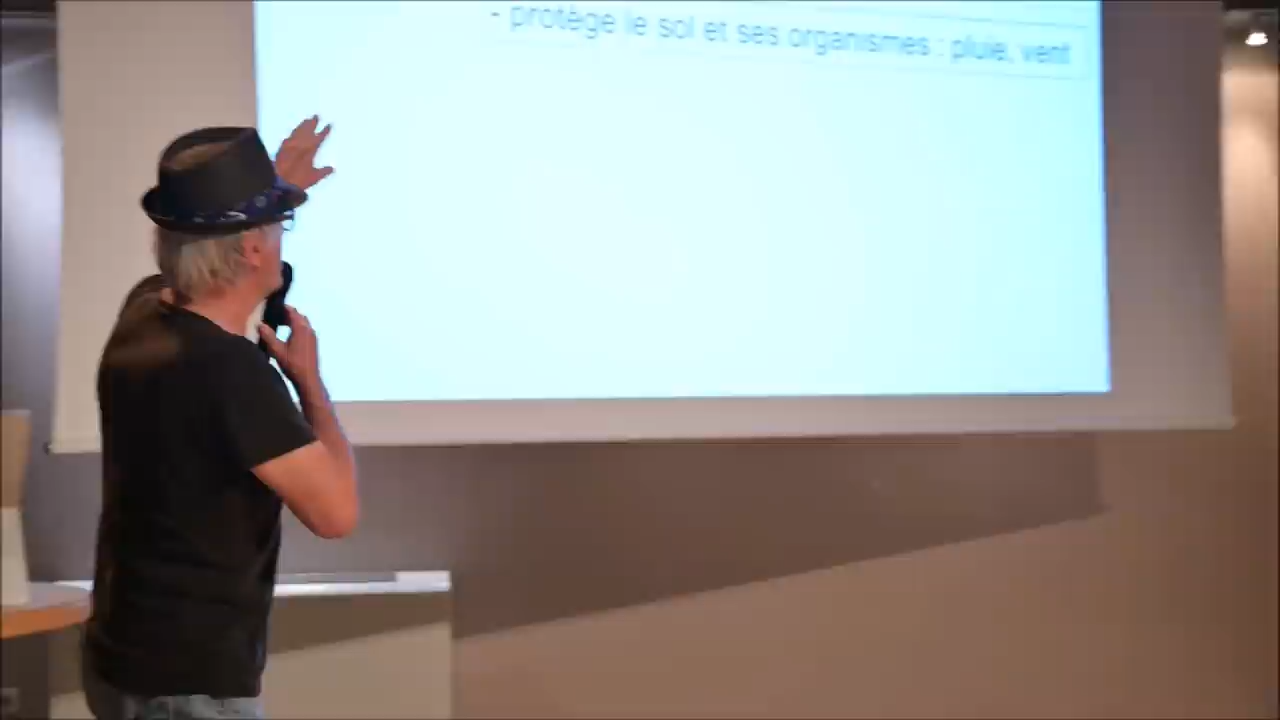 - protège le sol et ses organismes : pluie, vent